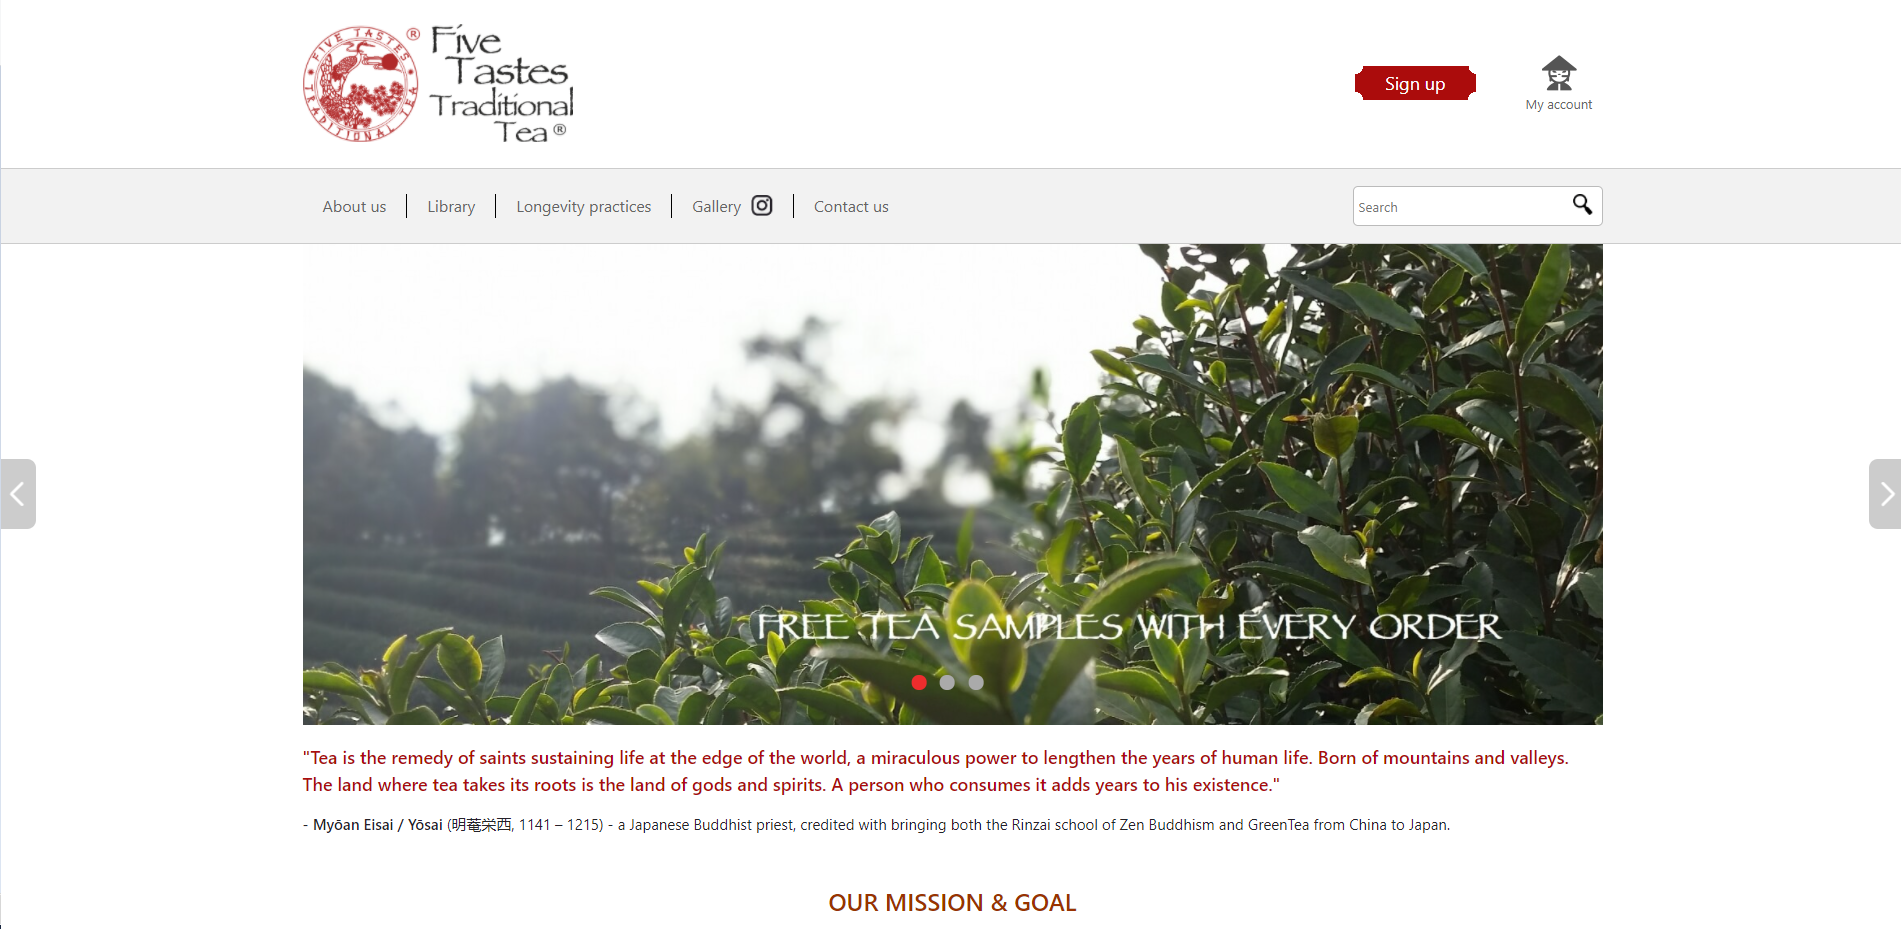 FIVE TASTES
TRADITIONAL TEA
®
Five
Tastes
Traditional
Tea®
Sign up
My account
About us
Library
Longevity practices
Gallery
Contact us
Search
FREE TEA SAMPLES WITH EVERY ORDER
"Tea is the remedy of saints sustaining life at the edge of the world, a miraculous power to lengthen the years of human life. Born of mountains and valleys.
The land where tea takes its roots is the land of gods and spirits. A person who consumes it adds years to his existence."
- Myōan Eisai / Yōsai (明菴栄西, 1141 – 1215) - a Japanese Buddhist priest, credited with bringing both the Rinzai school of Zen Buddhism and GreenTea from China to Japan.
OUR MISSION & GOAL